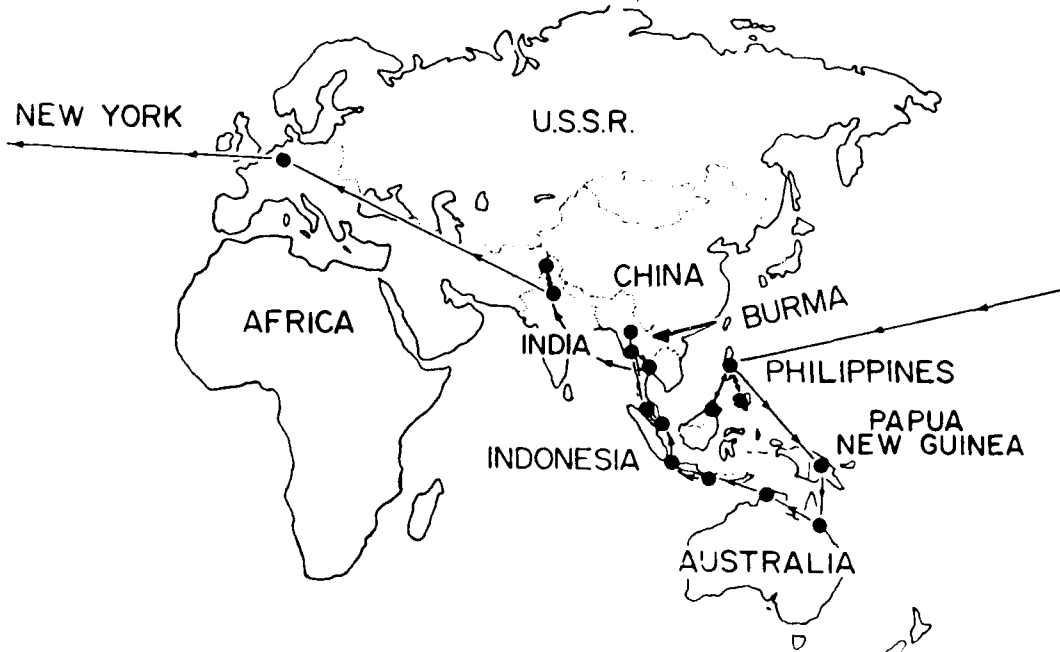 NEW YORK
U.S.S.R.
CHINA
AFRICA
BURMA
INDIA
PHILIPPINES
PAPUA
NEW GUINEA
INDONESIA
AUSTRALIA